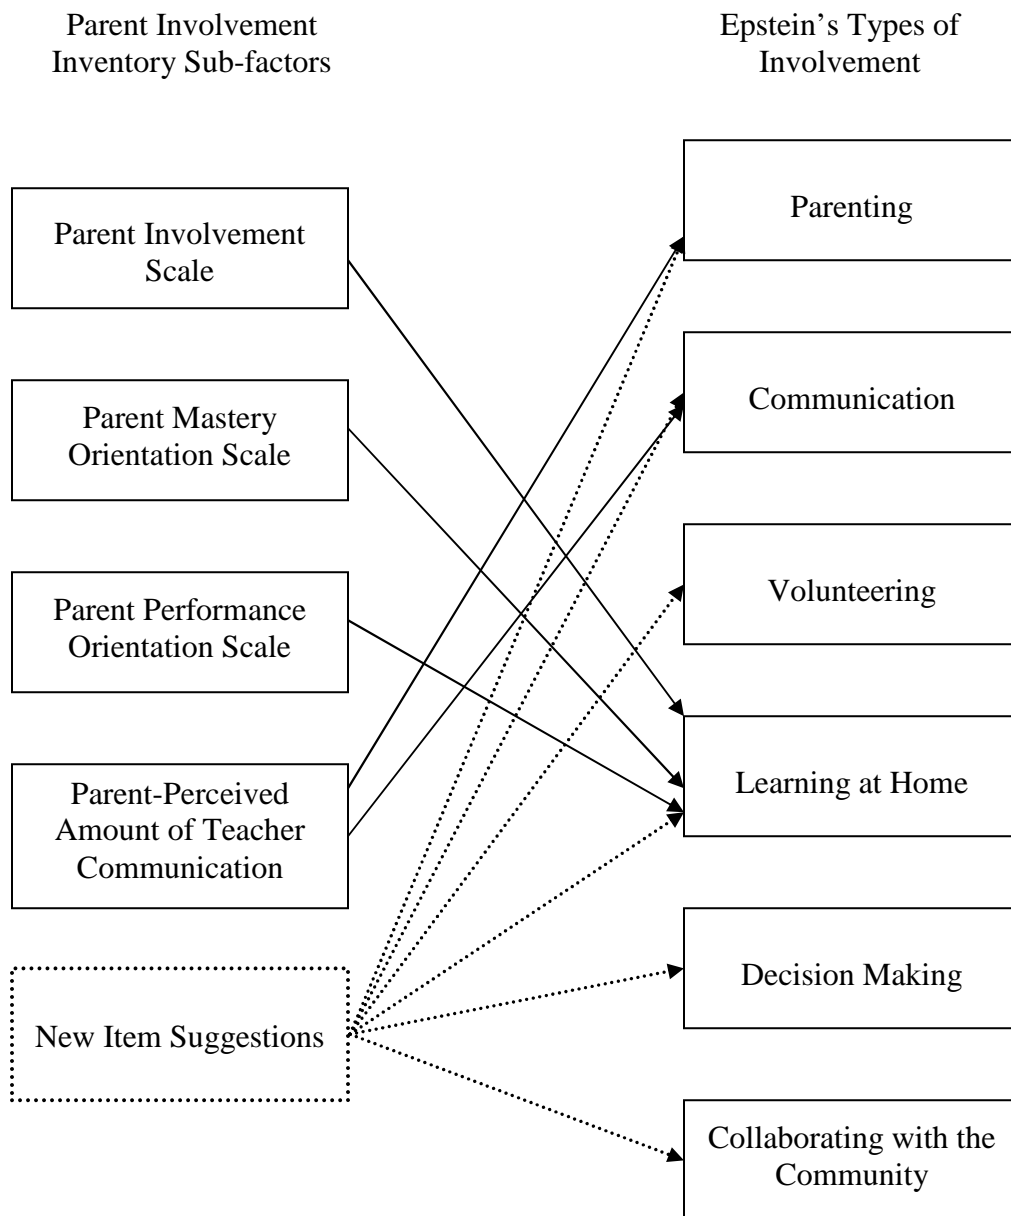 Parent Involvement
Inventory Sub-factors
Epstein’s Types of
Involvement
Parent Involvement
Scale
Parent Mastery
Orientation Scale
Parent Performance
Orientation Scale
Parent-Perceived
Amount of Teacher
Communication
New Item Suggestions
Parenting
Communication
Volunteering
Learning at Home
Decision Making
Collaborating with the
Community